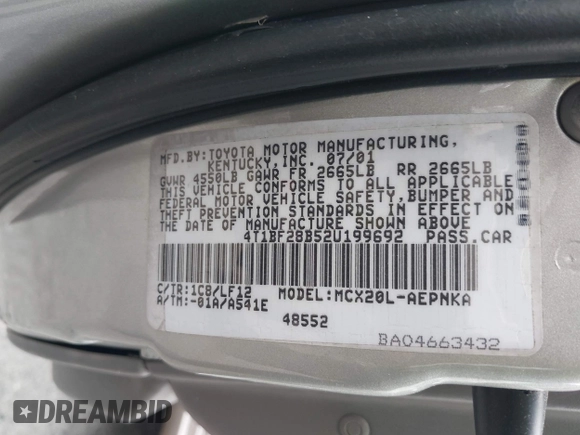 MFD.BY:TOYOTA MOTOR MANUFACTURING,
KENTUCKY,INC. 07/01
GVWR 4550LB GAWR FR 2665LB RR 2665LB
THIS VEHICLE CONFORMS TO ALL APPLICABLE
FEDERAL MOTOR VEHICLE SAFETY,BUMPER, AND
THEFT PREVENTION STANDARDS IN EFFECT ON
THE DATE OF MANUFACTURE SHOWN ABOVE
4T1BF28B52U199692 PASS.CAR
C/TR:1C8/LF12 MODEL:MCX20L-AEPNKA
A/TM:-01A/A541E
48552
BA04663432
DREAMBID